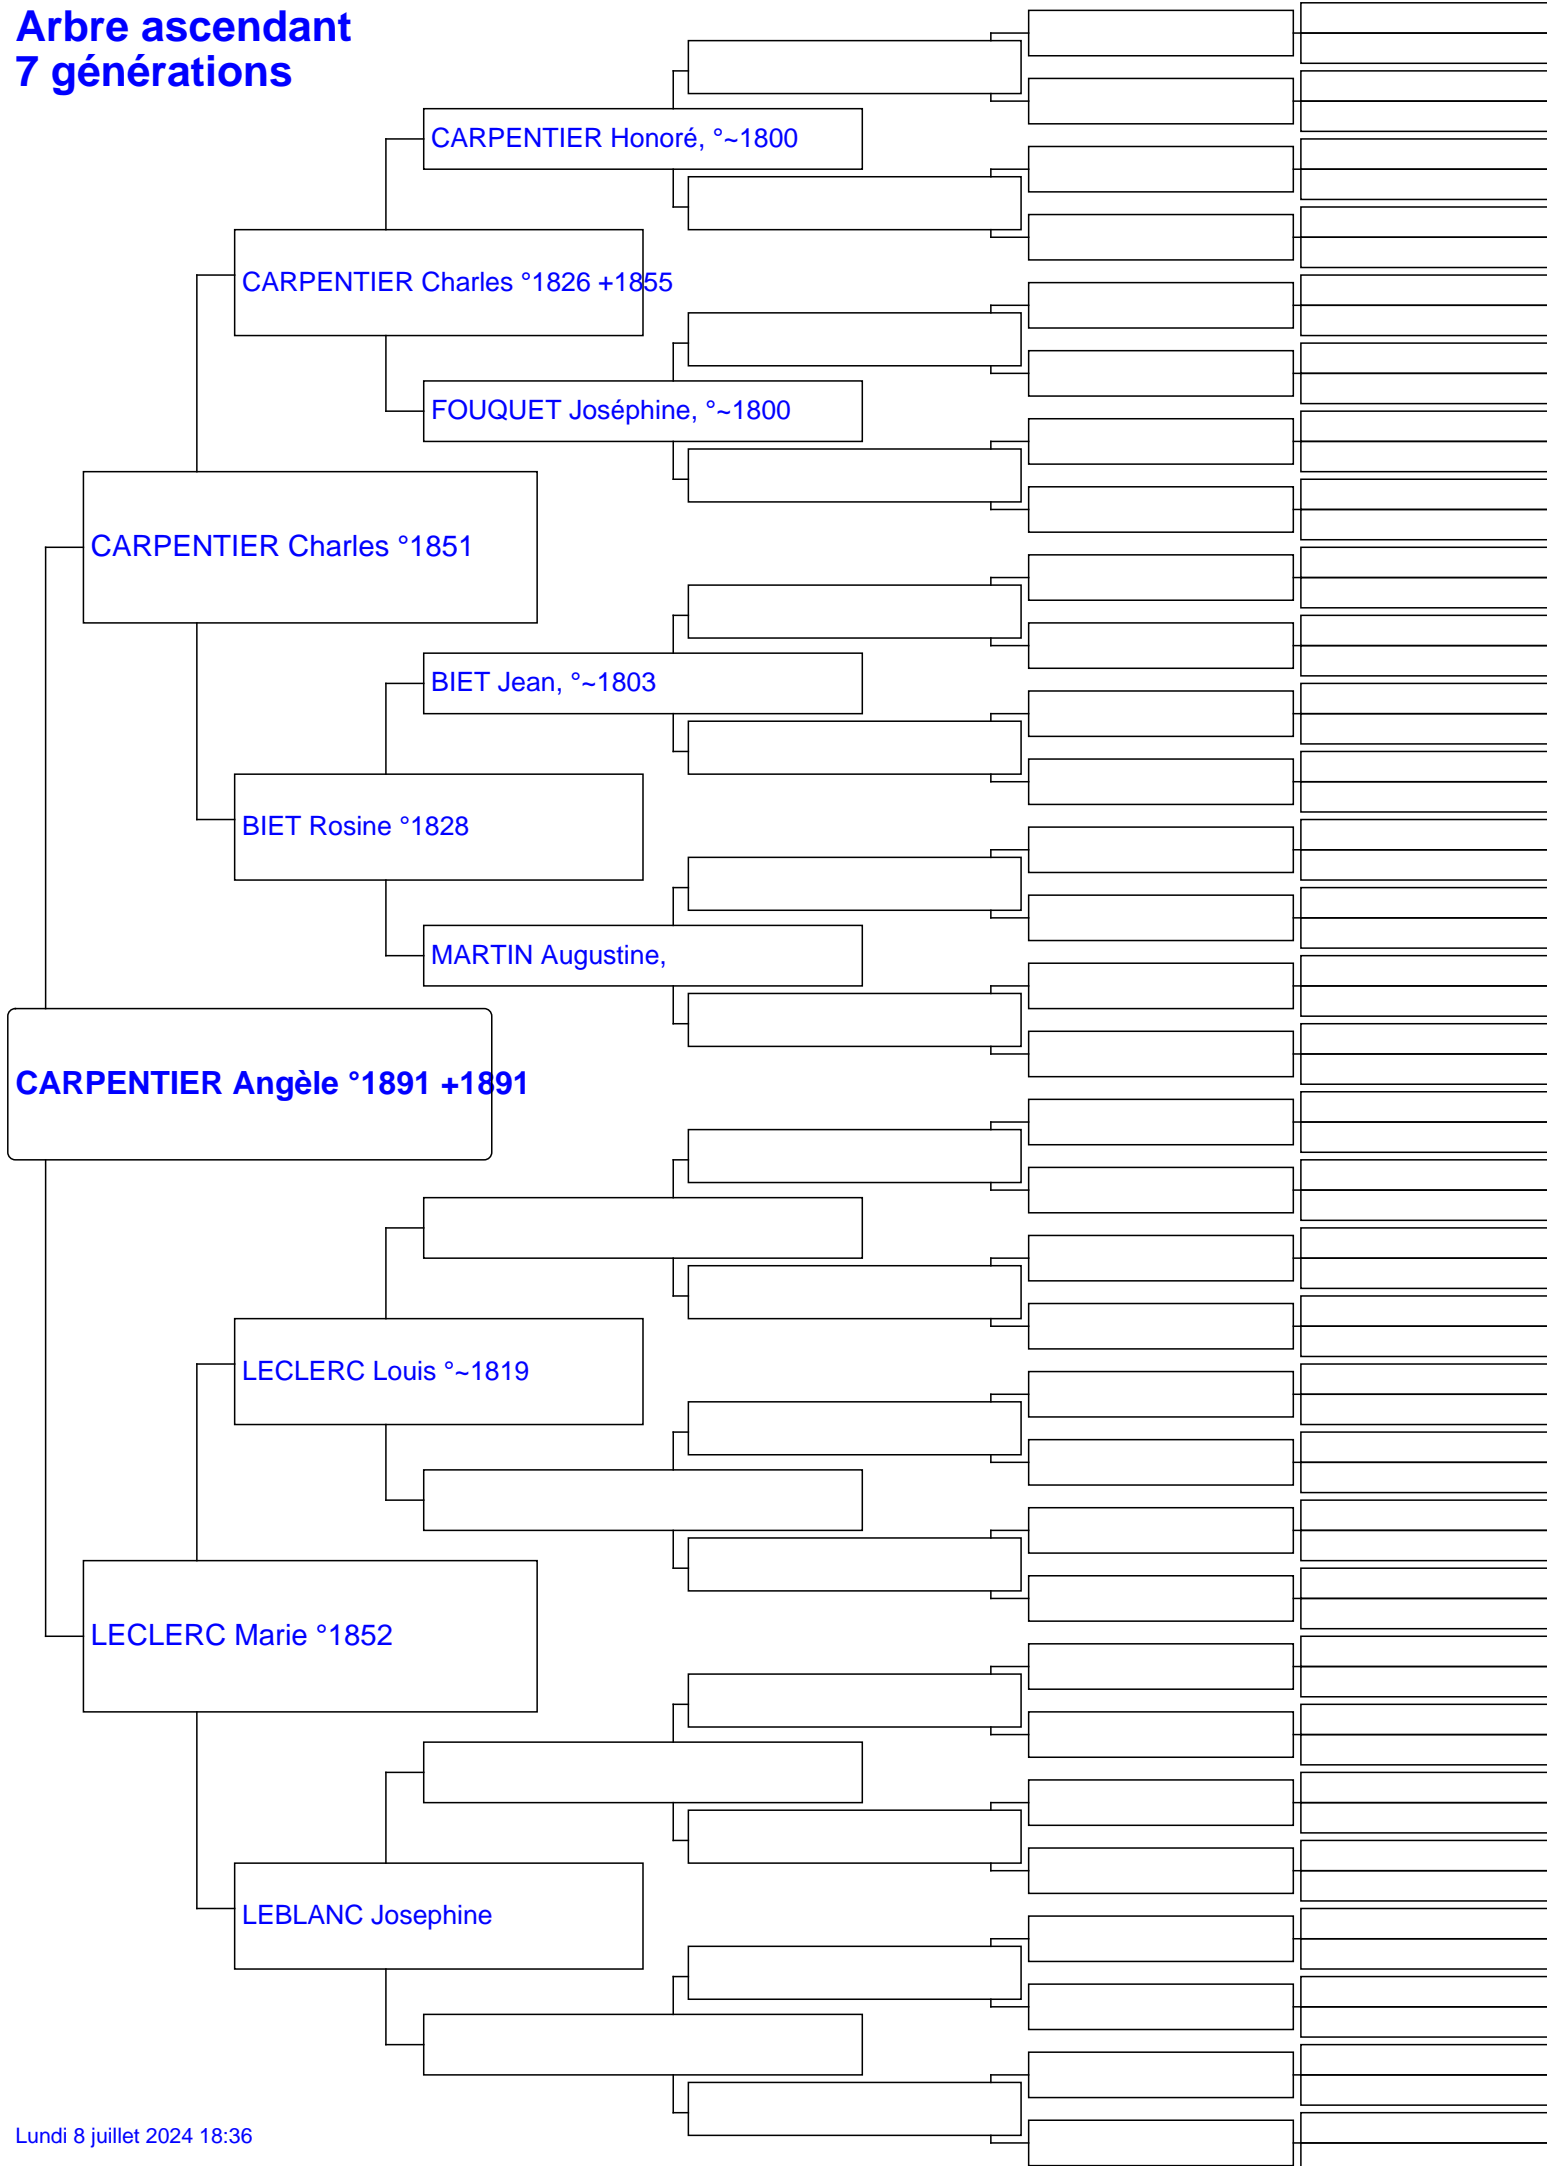 Arbre ascendant
7 générations
CARPENTIER Honoré, °~1800
CARPENTIER Charles °1826 +1855
FOUQUET Joséphine, °~1800
CARPENTIER Charles °1851
BIET Jean, °~1803
BIET Rosine °1828
MARTIN Augustine,
CARPENTIER Angèle °1891 +1891
LECLERC Louis °~1819
LECLERC Marie °1852
LEBLANC Josephine
Lundi 8 juillet 2024 18:36